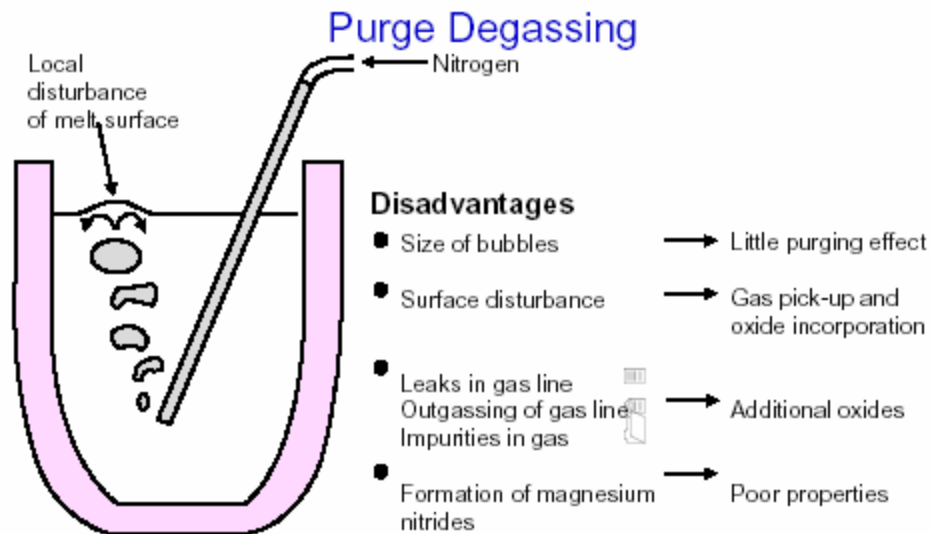 Purge Degassing
Local
disturbance
of melt surface
Nitrogen
Disadvantages
Size of bubbles
Little purging effect
Surface disturbance
Gas pick-up and
oxide incorporation
Leaks in gas line
Outgassing of gas line
Impurities in gas
Additional oxides
Formation of magnesium
nitrides
Poor properties